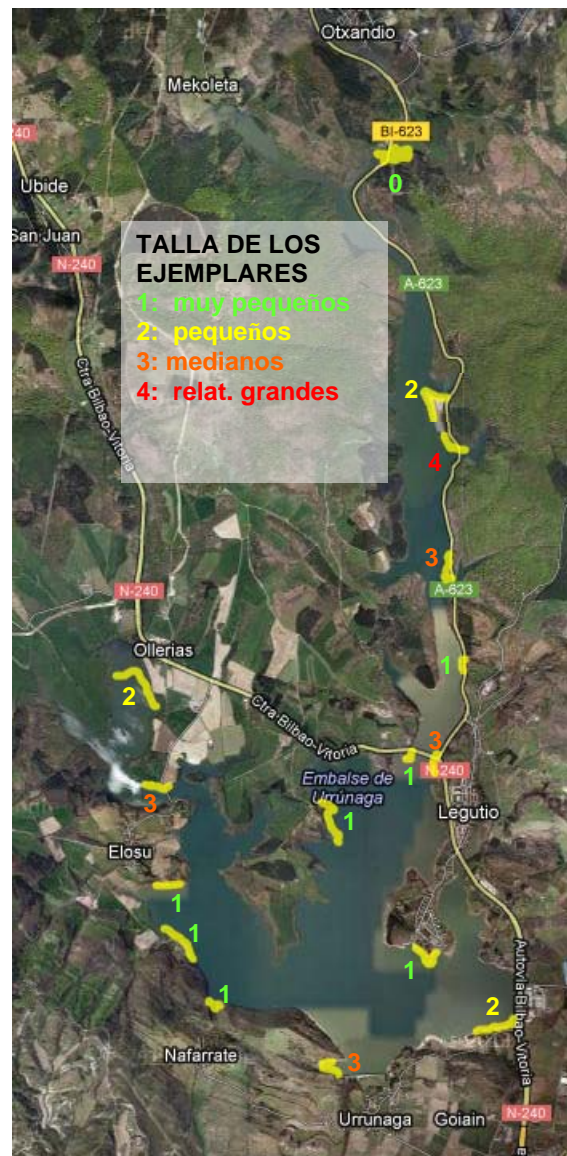 Otxandio
Mekoleta
BI-623
40
0
Ubide
San Juan
N-240
TALLA DE LOS
EJEMPLARES
1: muy pequeños
2: pequeños
3: medianos
4: relat. grandes
A-623
Ctra-Bilbao-Vitoria
2
4
3
N-240
A-623
Ollerias
1
2
Ctra-Bilbao-Vitoria
3
N-240
1
Embalse de
Urrúnaga
3
Legutio
1
Elosu
1
1
1
Autovía-Bilbao-Vitoria
1
2
Nafarrate
3
Urrunaga
Goiain
N-240